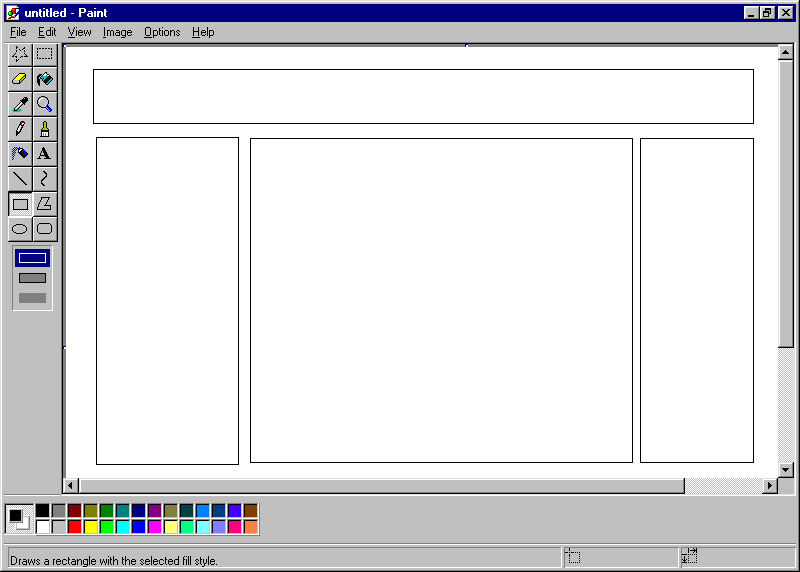 untitled - Paint
File Edit View Image Options Help
A
Draws a rectangle with the selected fill style.